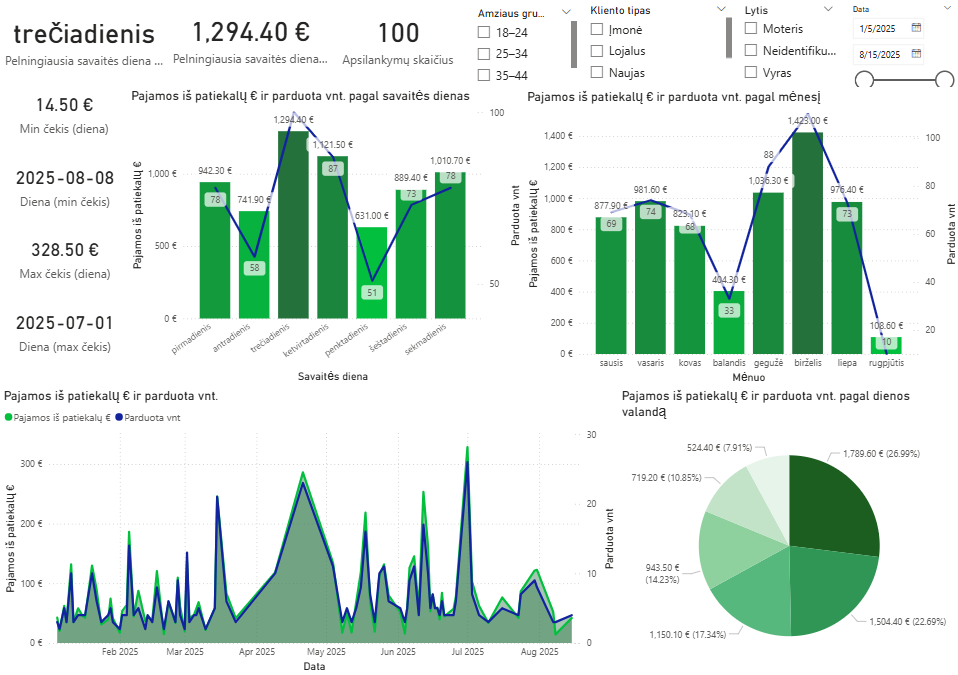 trečiadienis
Pelningiausia savaitės diena ...
1,294.40 €
Pelningiausia savaitės dien...
100
Apsilankymų skaičius
Amziaus gru...
18–24
25–34
35–44
Kliento tipas
Įmonė
Lojalus
Naujas
Lytis
Moteris
Neidentifiku...
Vyras
Data
1/5/2025
8/15/2025
14.50 €
Min čekis (diena)
2025-08-08
Diena (min čekis)
328.50 €
Max čekis (diena)
2025-07-01
Diena (max čekis)
Pajamos iš patiekalų € ir parduota vnt. pagal savaitės dienas
Pajamos iš patiekalų €
1,000 €
500 €
0 €
942.30 €
741.90 €
1,294.40 €
1,121.50 €
631.00 €
889.40 €
1,010.70 €
78
58
87
51
73
78
100
50
Parduota vnt
pirmadienis
antradienis
trečiadienis
ketvirtadienis
penktadienis
šeštadienis
sekmadienis
Savaitės diena
Pajamos iš patiekalų € ir parduota vnt. pagal mėnesį
Pajamos iš patiekalų €
1,400 €
1,200 €
1,000 €
800 €
600 €
400 €
200 €
0 €
877.90 €
981.60 €
823.10 €
404.30 €
1,036.30 €
1,423.00 €
976.40 €
108.60 €
69
74
68
33
88
73
10
100
80
60
40
20
Parduota vnt
sausis
vasaris
kovas
balandis
gegužė
birželis
liepa
rugpjūtis
Mėnuo
Pajamos iš patiekalų € ir parduota vnt.
Pajamos iš patiekalų €
Parduota vnt
Pajamos iš patiekalų €
300 €
200 €
100 €
0 €
30
20
10
0
Parduota vnt
Feb 2025
Mar 2025
Apr 2025
May 2025
Jun 2025
Jul 2025
Aug 2025
Data
Pajamos iš patiekalų € ir parduota vnt. pagal dienos
valandą
524.40 € (7.91%)
1,789.60 € (26.99%)
719.20 € (10.85%)
943.50 €
(14.23%)
1,150.10 € (17.34%)
1,504.40 € (22.69%)